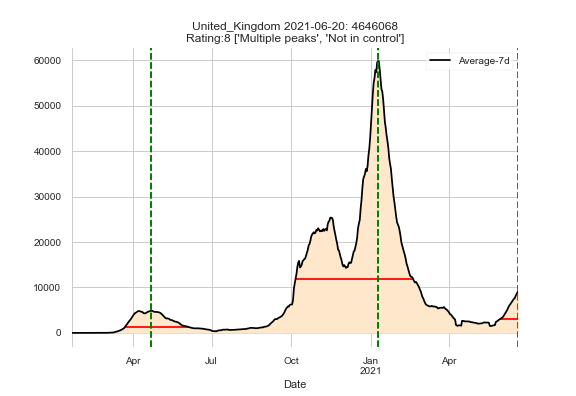 United_Kingdom 2021-06-20: 4646068
Rating:8 ['Multiple peaks', 'Not in control']
Average-7d
60000
50000
40000
30000
20000
10000
0
Apr
Jul
Oct
Jan
2021
Apr
Date